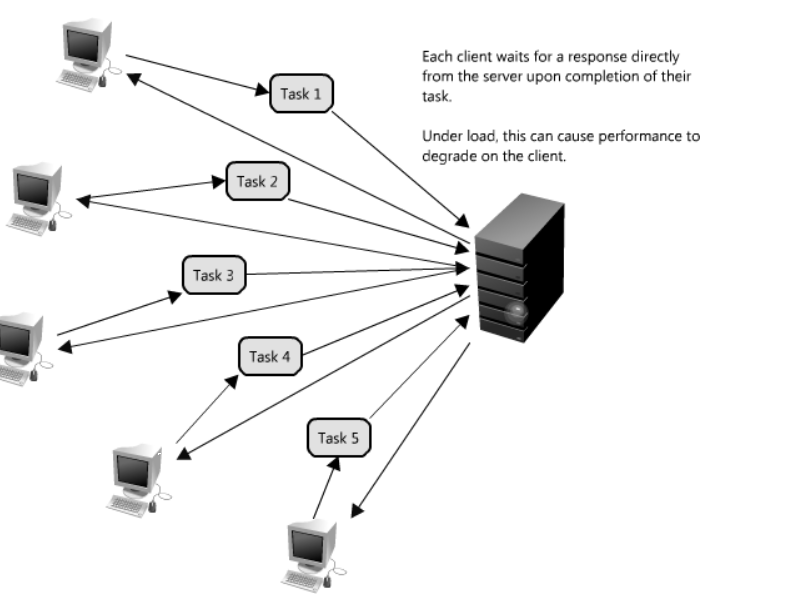 Each client waits for a response directly
from the server upon completion of their
task.
Under load, this can cause performance to
degrade on the client.
Task 1
Task 2
Task 3
Task 4
Task 5